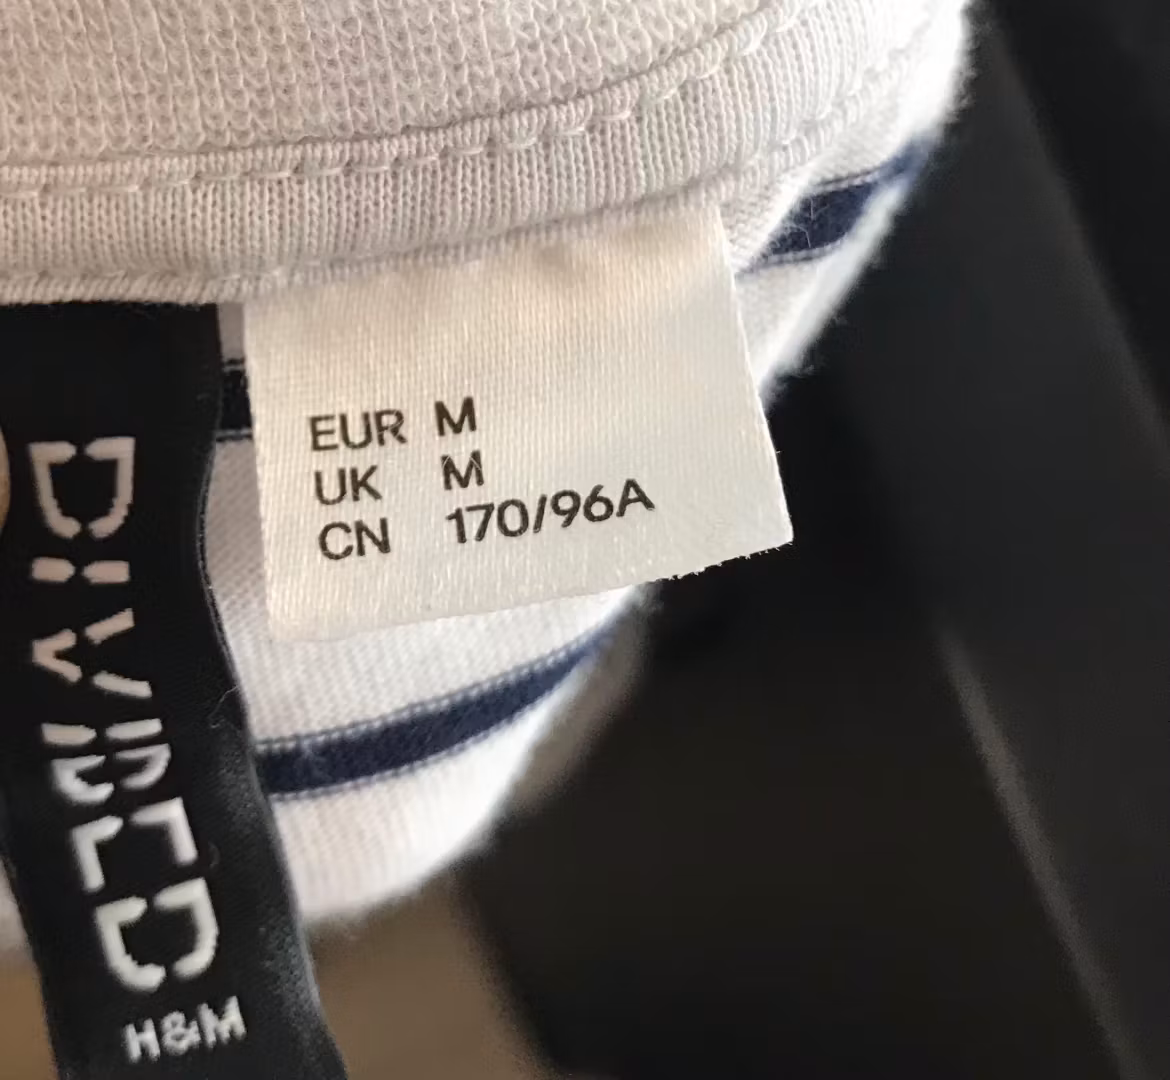 EUR M
UK M
CN 170/96A
DIVIDED
H&M